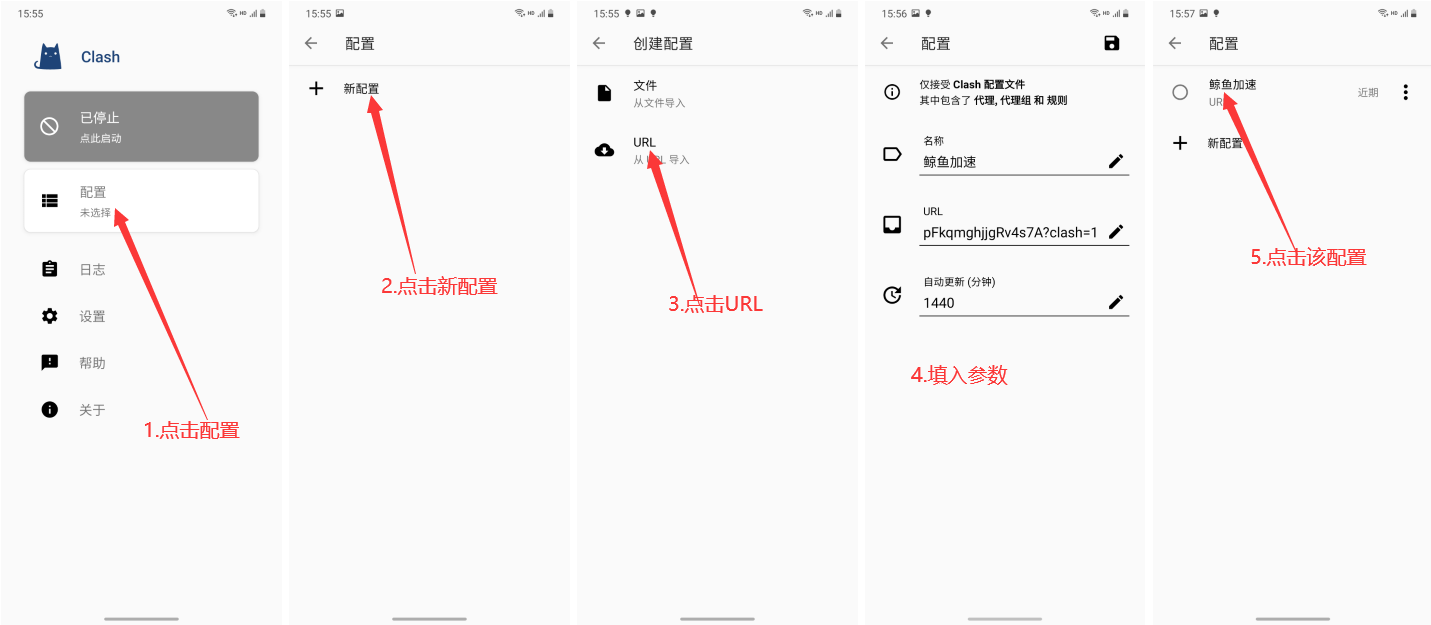 15:55
HD
Clash
已停止
点此启动
配置
未选择
日志
设置
帮助
关于
1.点击配置
15:55
HD
配置
新配置
2.点击新配置
15:55
HD
创建配置
文件
从文件导入
URL
从 URL 导入
3.点击URL
15:56
HD
配置
仅接受 Clash 配置文件
其中包含了 代理, 代理组 和 规则
名称
鲸鱼加速
URL
pFkqmghjjgRv4s7A?clash=1
自动更新 (分钟)
1440
4.填入参数
15:57
HD
配置
鲸鱼加速
近期
新配置
5.点击该配置